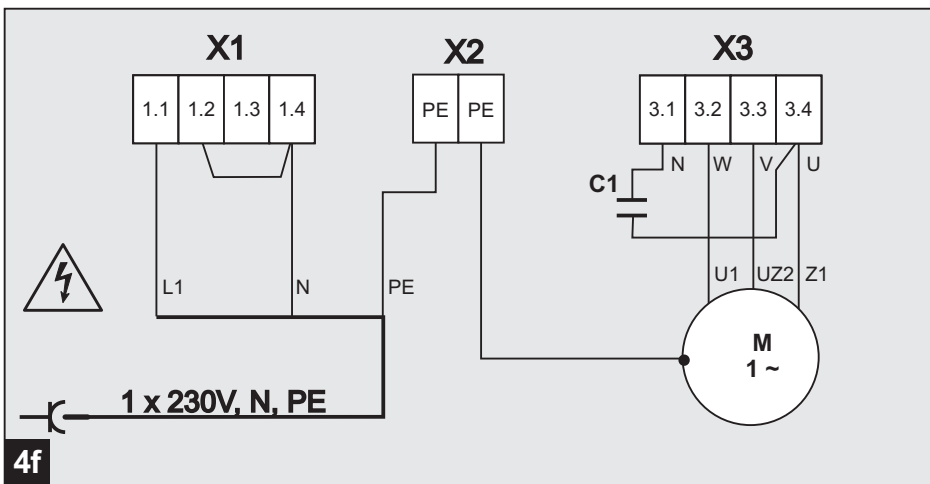 X1 X2 X3
1.1 1.2 1.3 1.4 PE PE 3.1 3.2 3.3 3.4
N W V U
C1
L1 N PE U1 UZ2 Z1
M
1 ~
1 x 230V, N, PE
4f